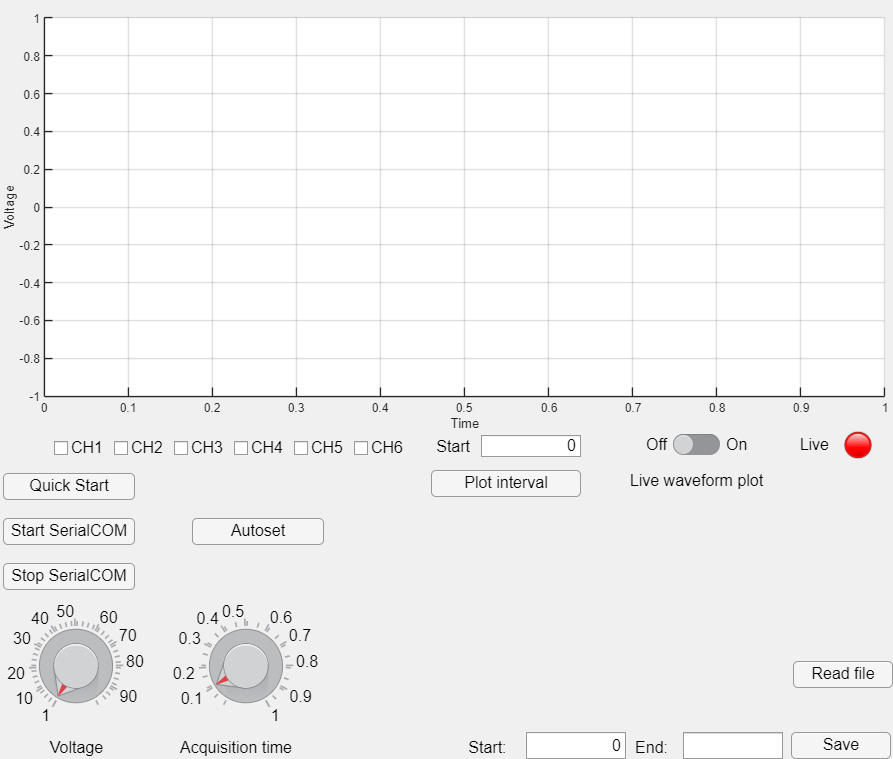 1
0.8
0.6
0.4
0.2
0
-0.2
-0.4
-0.6
-0.8
-1
Voltage
0 0.1 0.2 0.3 0.4 0.5 0.6 0.7 0.8 0.9 1
Time
CH1 CH2 CH3 CH4 CH5 CH6 Start 0 Off On Live
Quick Start Plot interval Live waveform plot
Start SerialCOM Autoset
Stop SerialCOM
1 10 20 30 40 50 60 70 80 90
Voltage
0.1 0.2 0.3 0.4 0.5 0.6 0.7 0.8 0.9 1
Acquisition time
Read file
Start: 0 End: Save